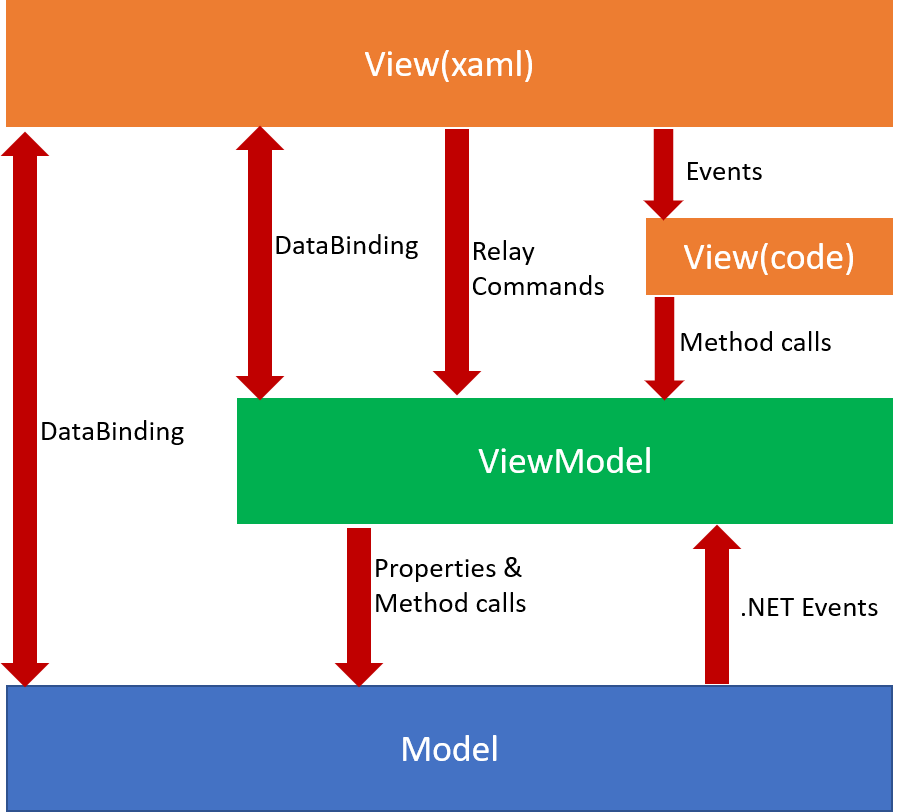 View(xaml)
Events
DataBinding
Relay
Commands
View(code)
Method calls
DataBinding
ViewModel
Properties &
Method calls
.NET Events
Model